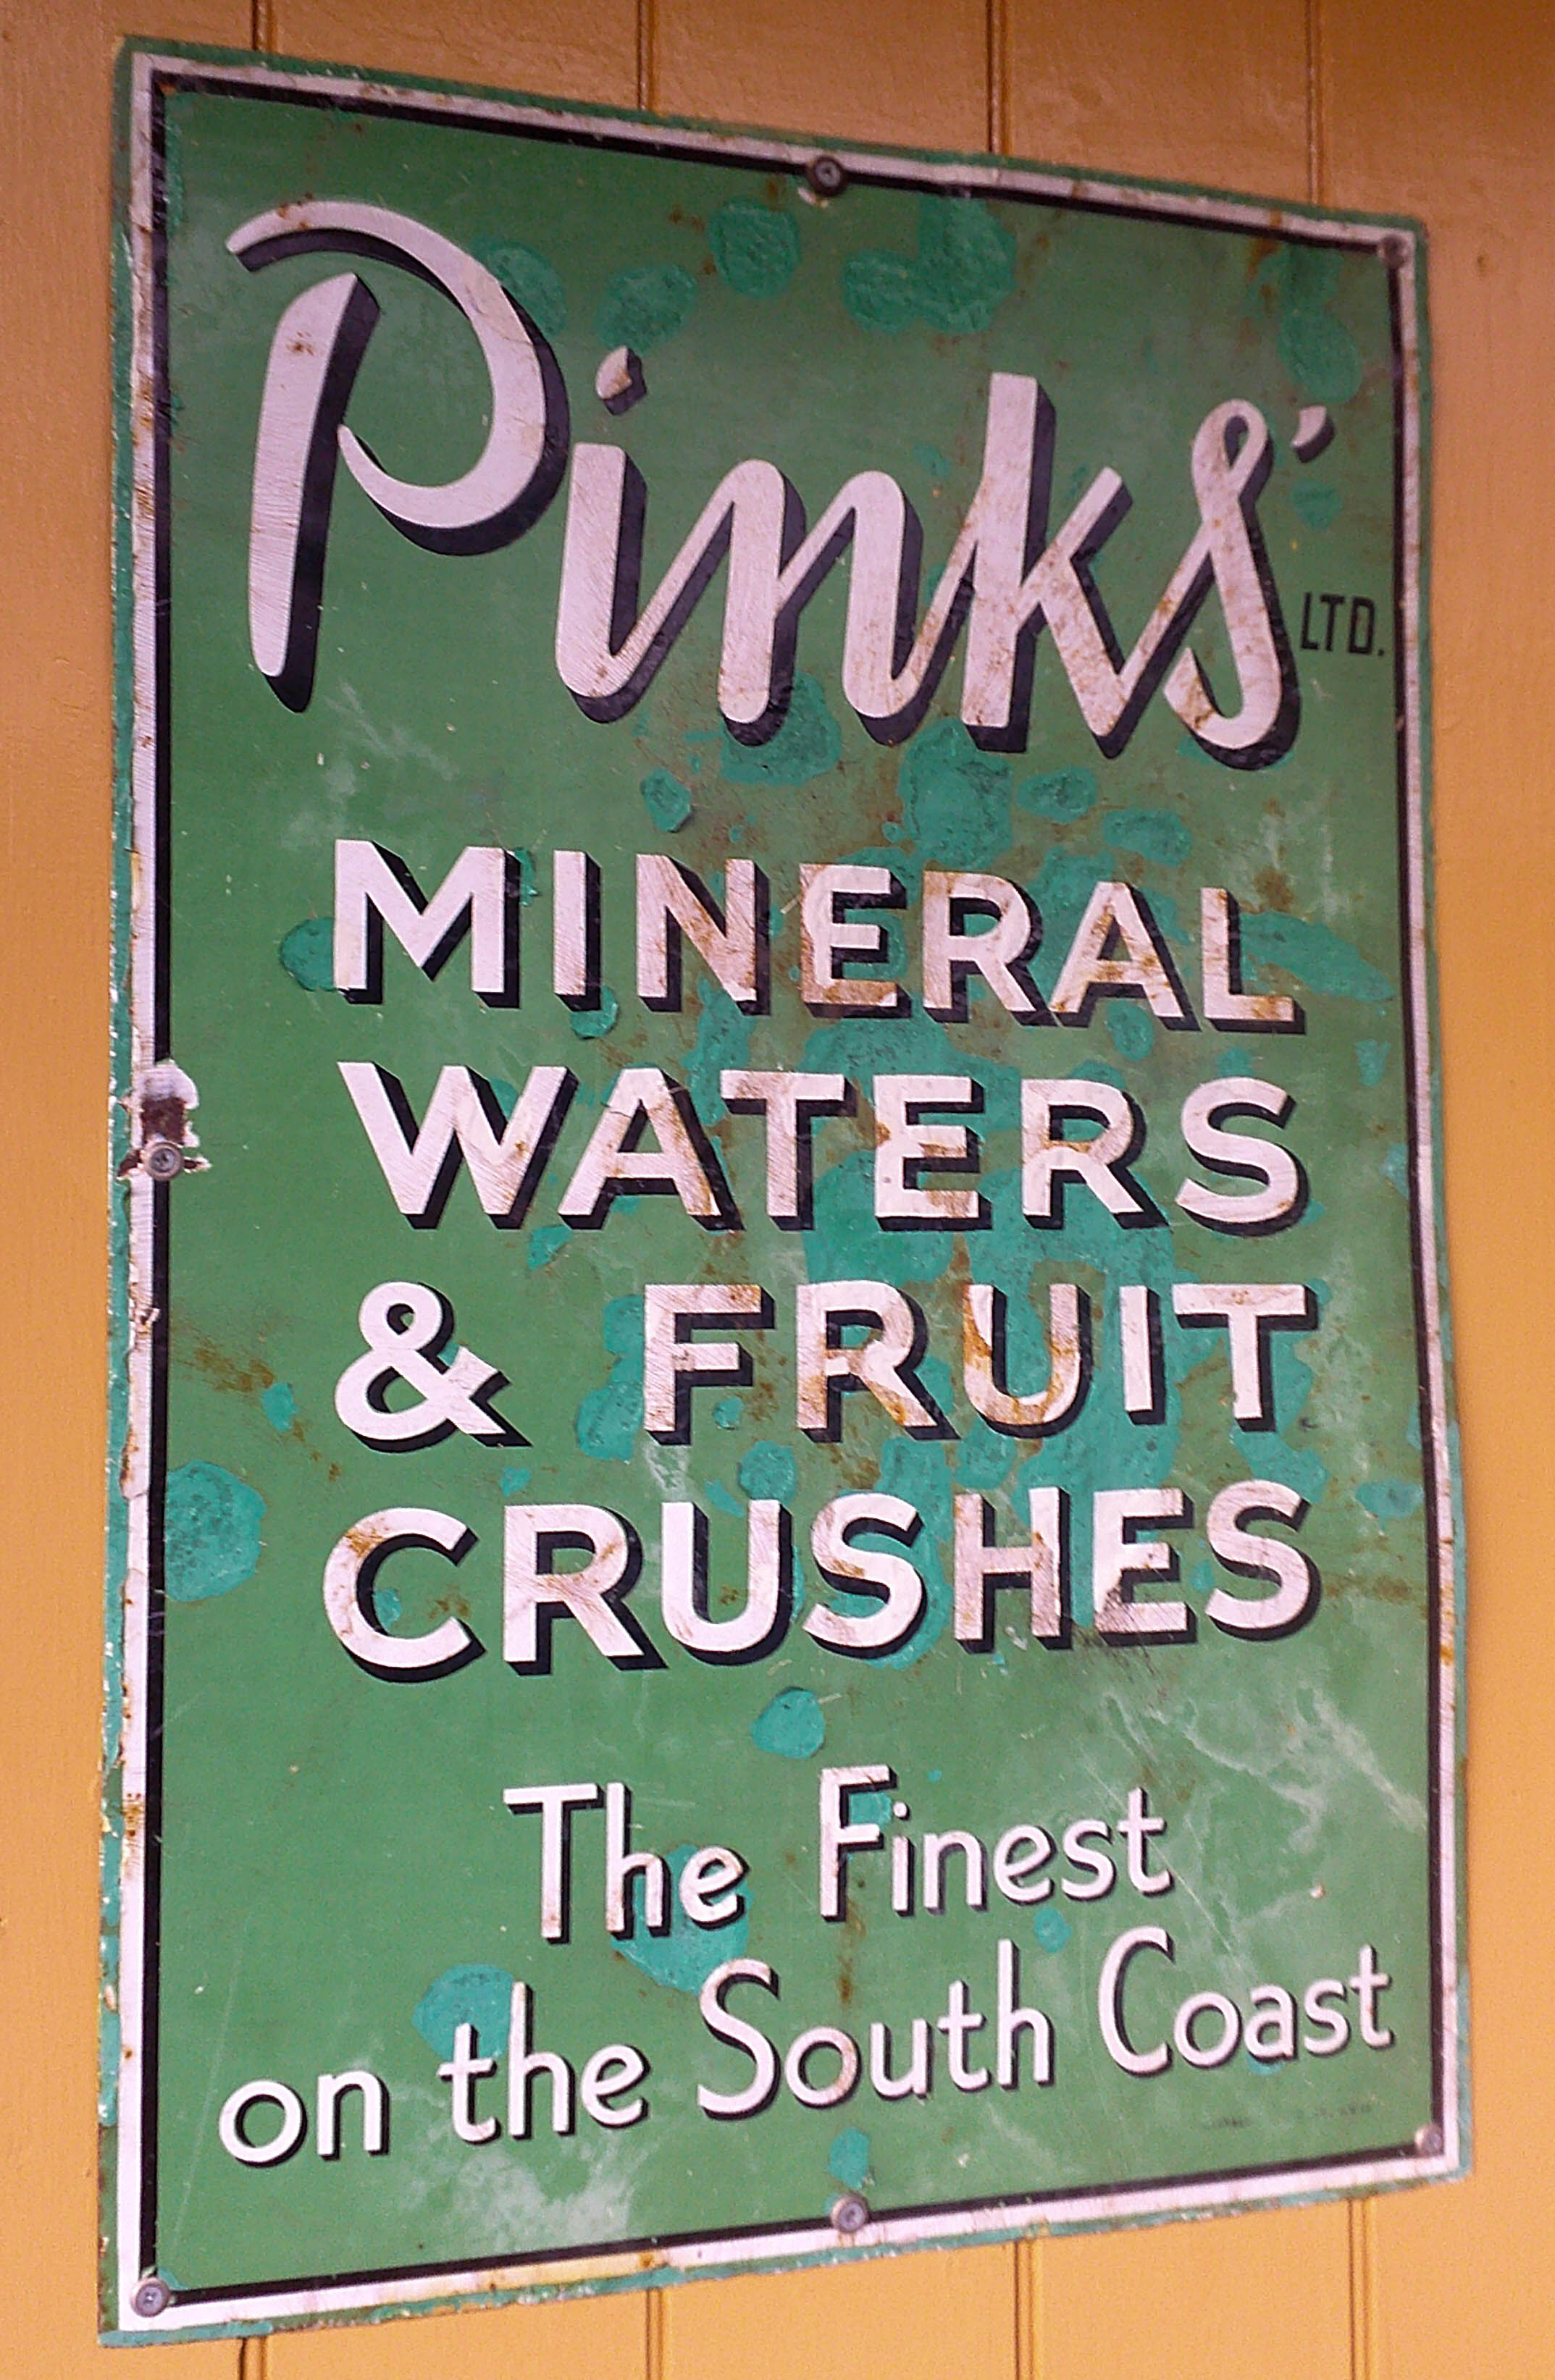 Pinks' LTD.
MINERAL
WATERS
& FRUIT
CRUSHES
The Finest
on the South Coast